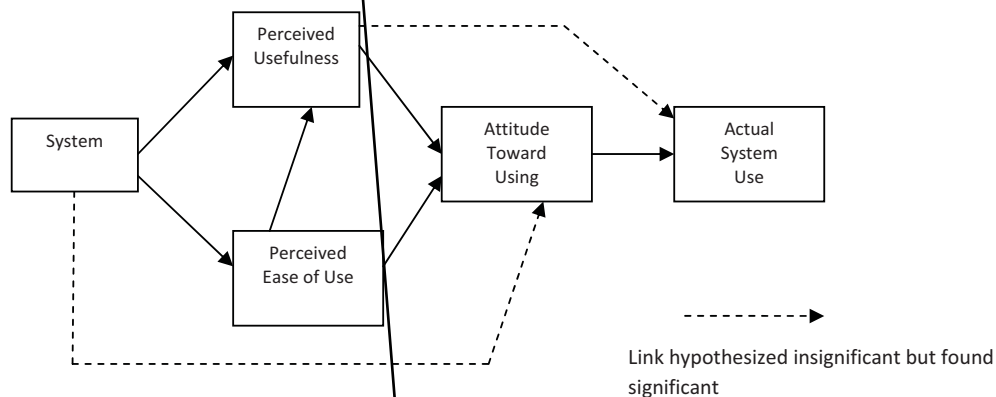 Perceived
Usefulness
System
Attitude
Toward
Using
Actual
System
Use
Perceived
Ease of Use
Link hypothesized insignificant but found
significant